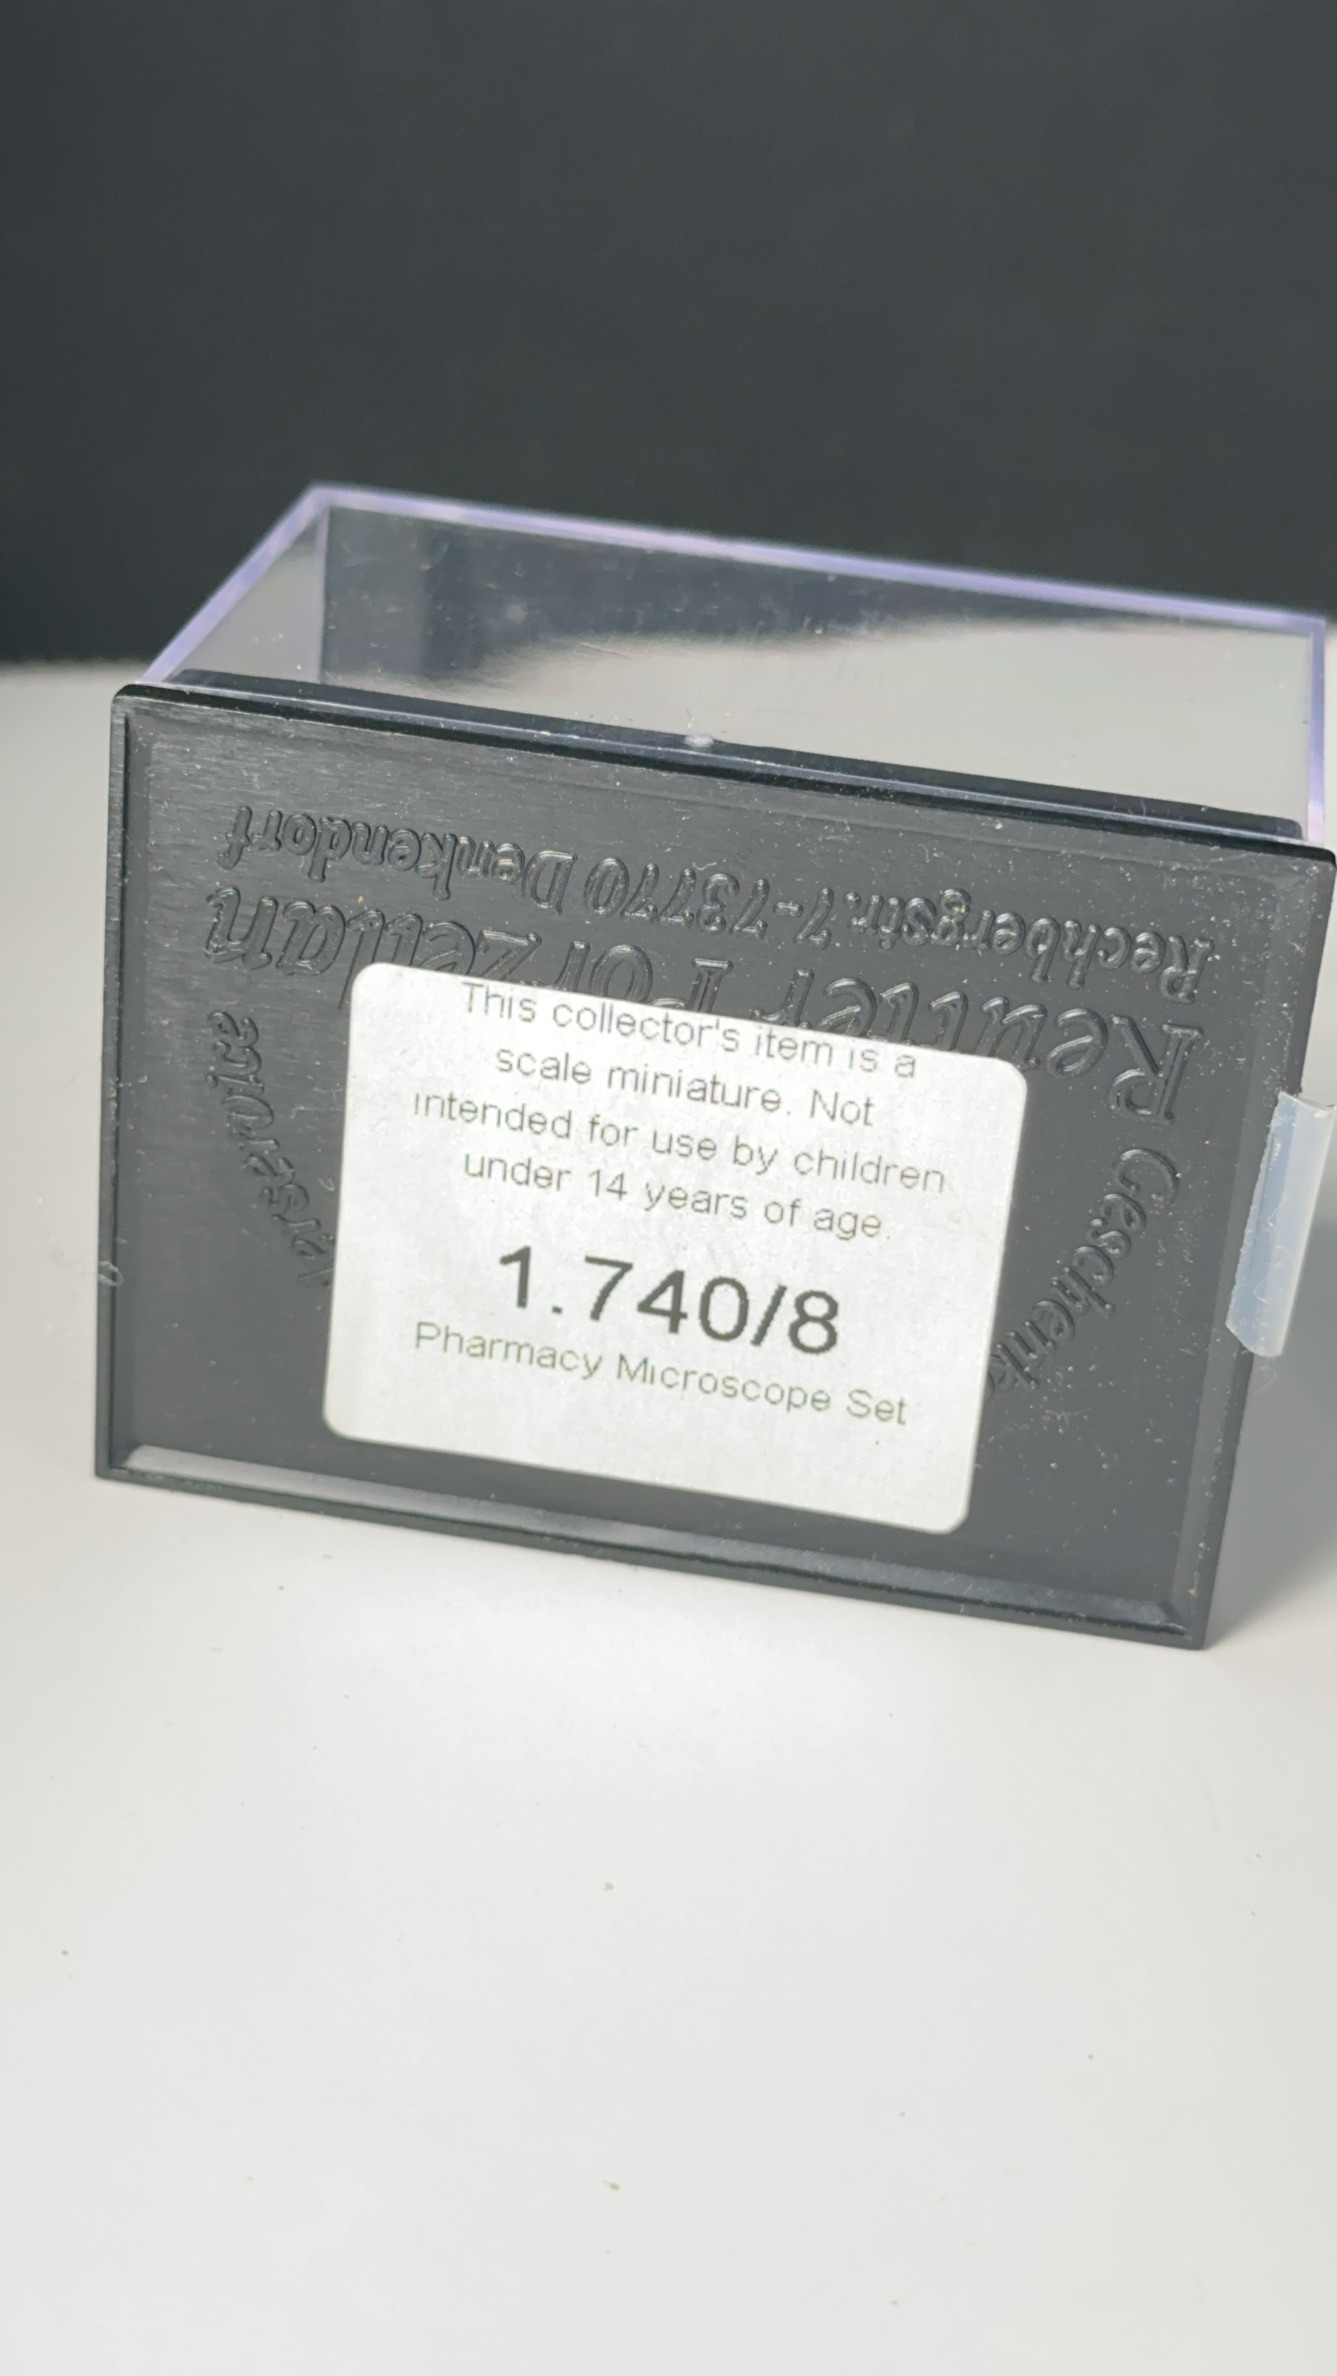 This collector's item is a
scale miniature. Not
intended for use by children
under 14 years of age.
1.740/8
Pharmacy Microscope Set
Reutter Porzellan
Rechbergstr.7-73770 Denkendorf